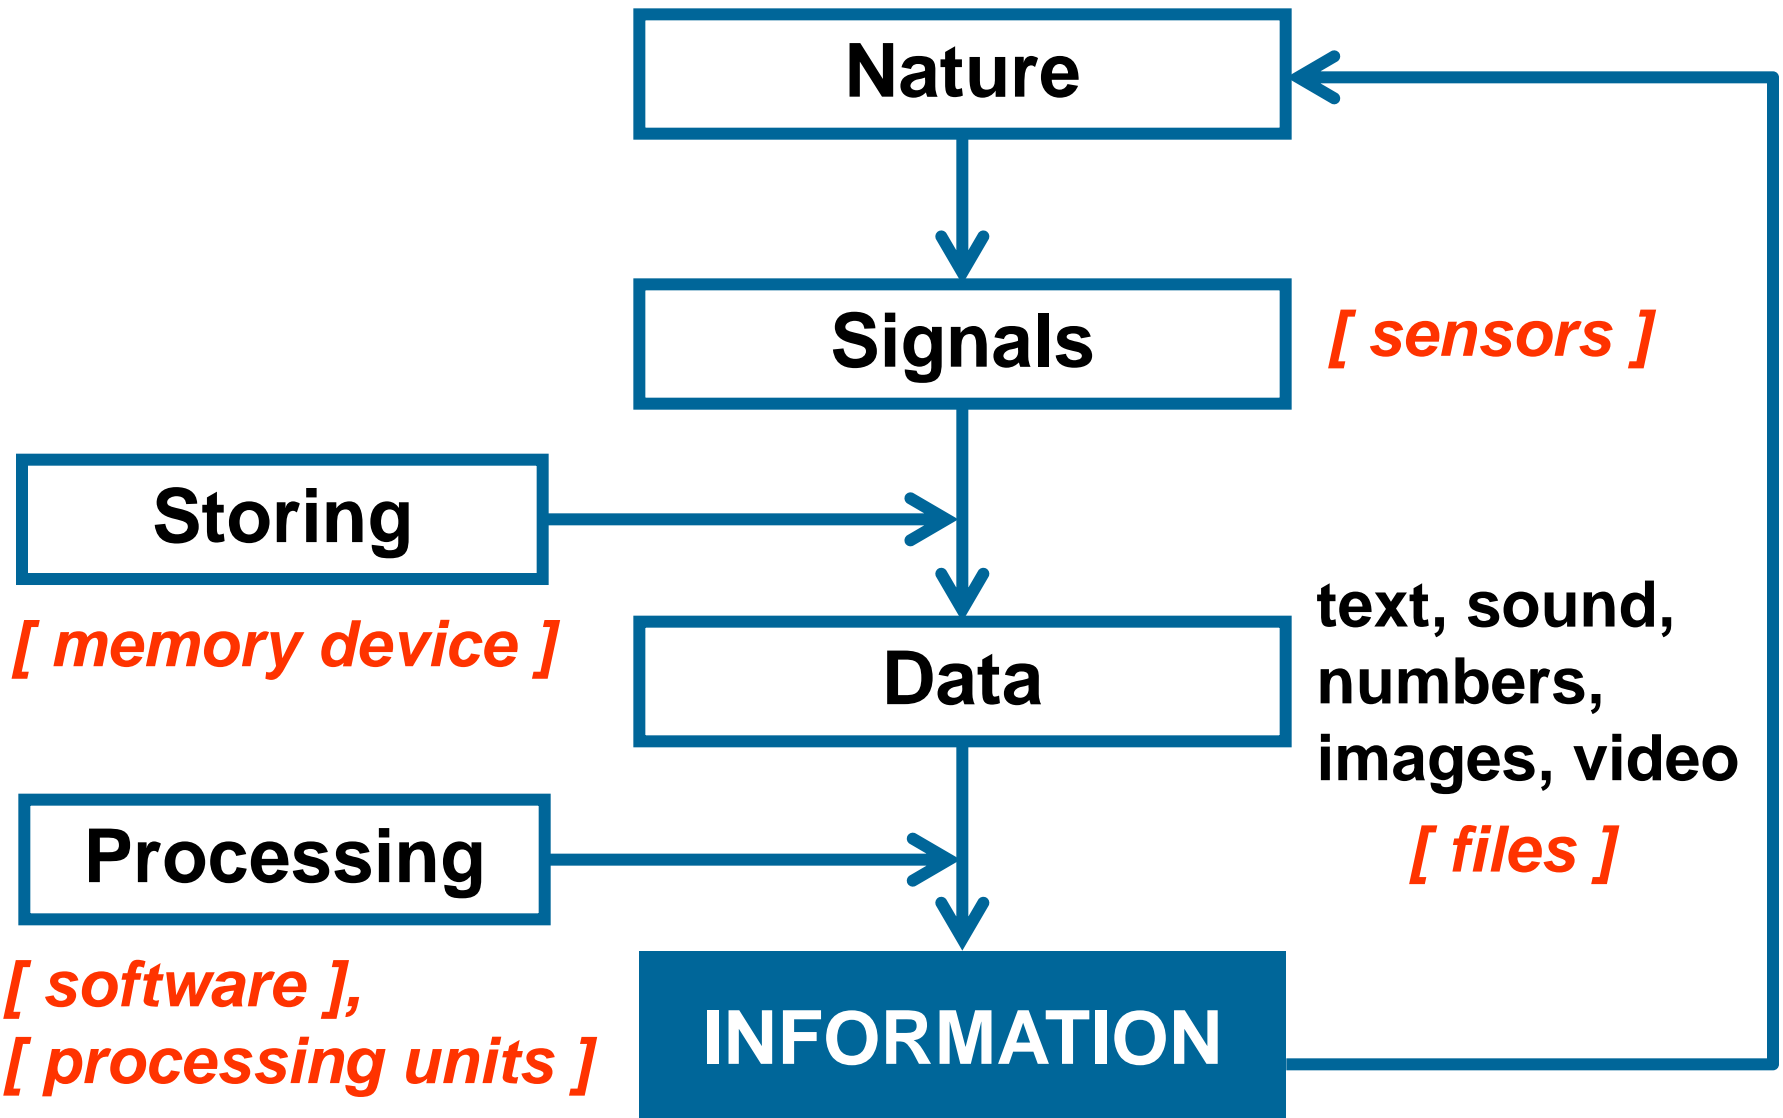 Nature
Signals
[ sensors ]
Storing
[ memory device ]
Data
text, sound,
numbers,
images, video
[ files ]
Processing
[ software ],
[ processing units ]
INFORMATION